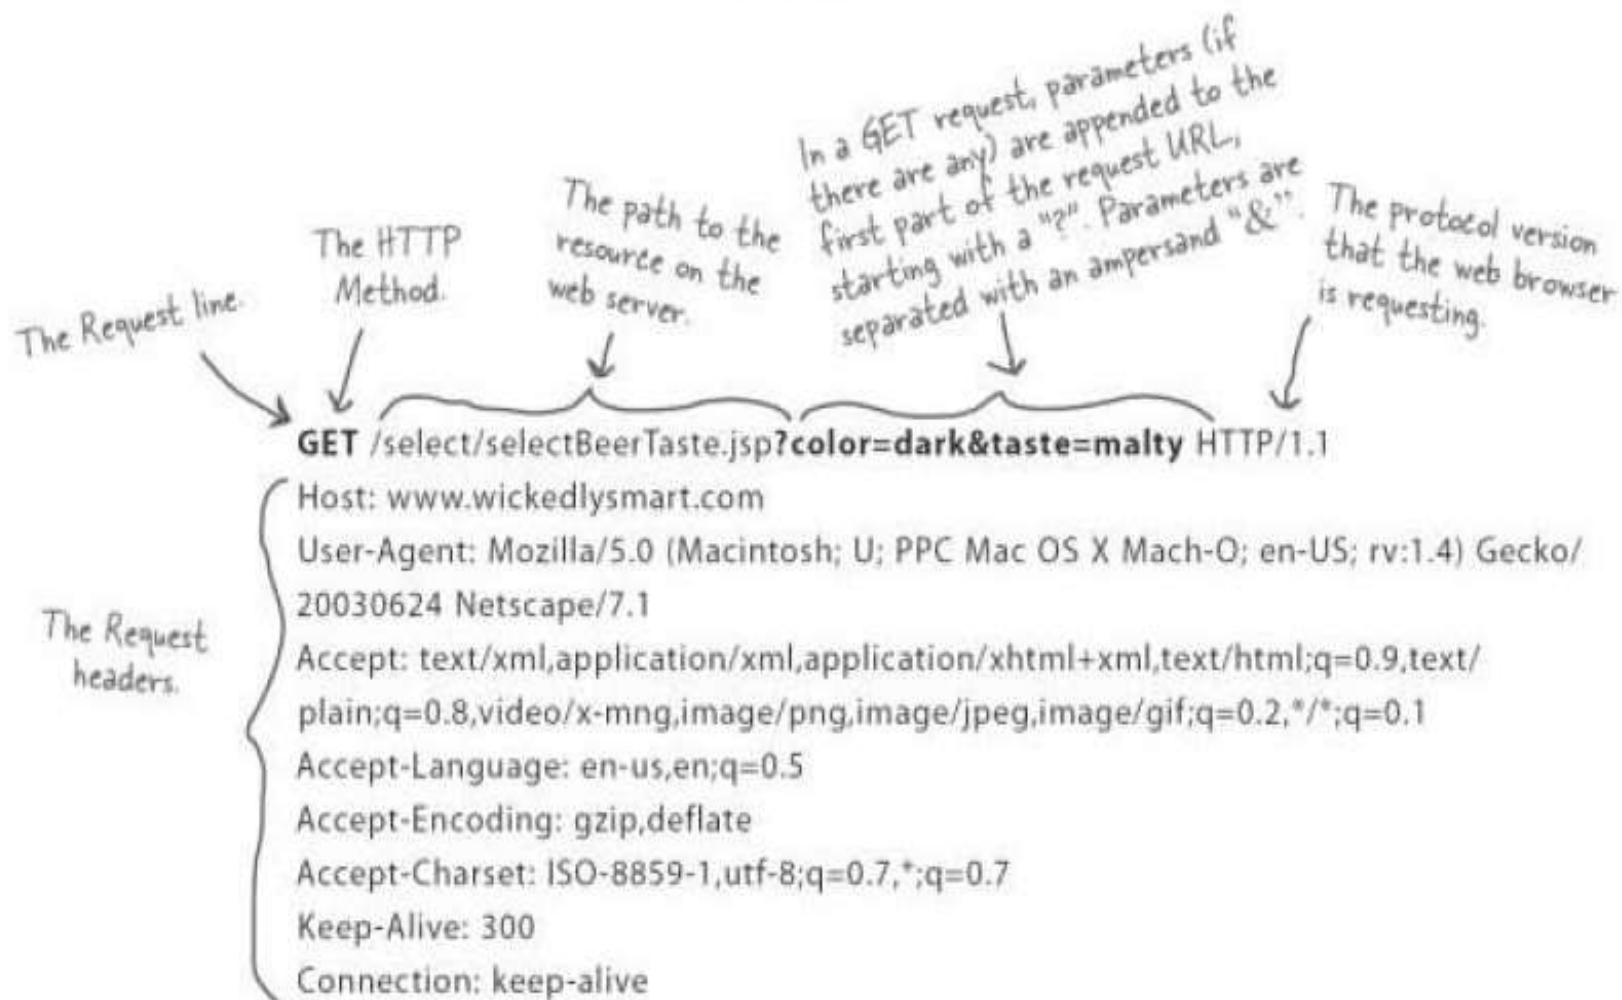 In a GET request, parameters (if
there are any) are appended to the
first part of the request URL,
starting with a "?". Parameters are
separated with an ampersand "&".
The path to the
resource on the
web server.
The protocol version
that the web browser
is requesting.
The HTTP
Method.
The Request line.
GET /select/selectBeerTaste.jsp?color=dark&taste=malty HTTP/1.1
Host: www.wickedlysmart.com
User-Agent: Mozilla/5.0 (Macintosh; U; PPC Mac OS X Mach-O; en-US; rv:1.4) Gecko/
20030624 Netscape/7.1
The Request
headers.
Accept: text/xml,application/xml,application/xhtml+xml,text/html;q=0.9,text/
plain;q=0.8,video/x-mng,image/png,image/jpeg,image/gif;q=0.2,*/*;q=0.1
Accept-Language: en-us,en;q=0.5
Accept-Encoding: gzip,deflate
Accept-Charset: ISO-8859-1,utf-8;q=0.7,*;q=0.7
Keep-Alive: 300
Connection: keep-alive